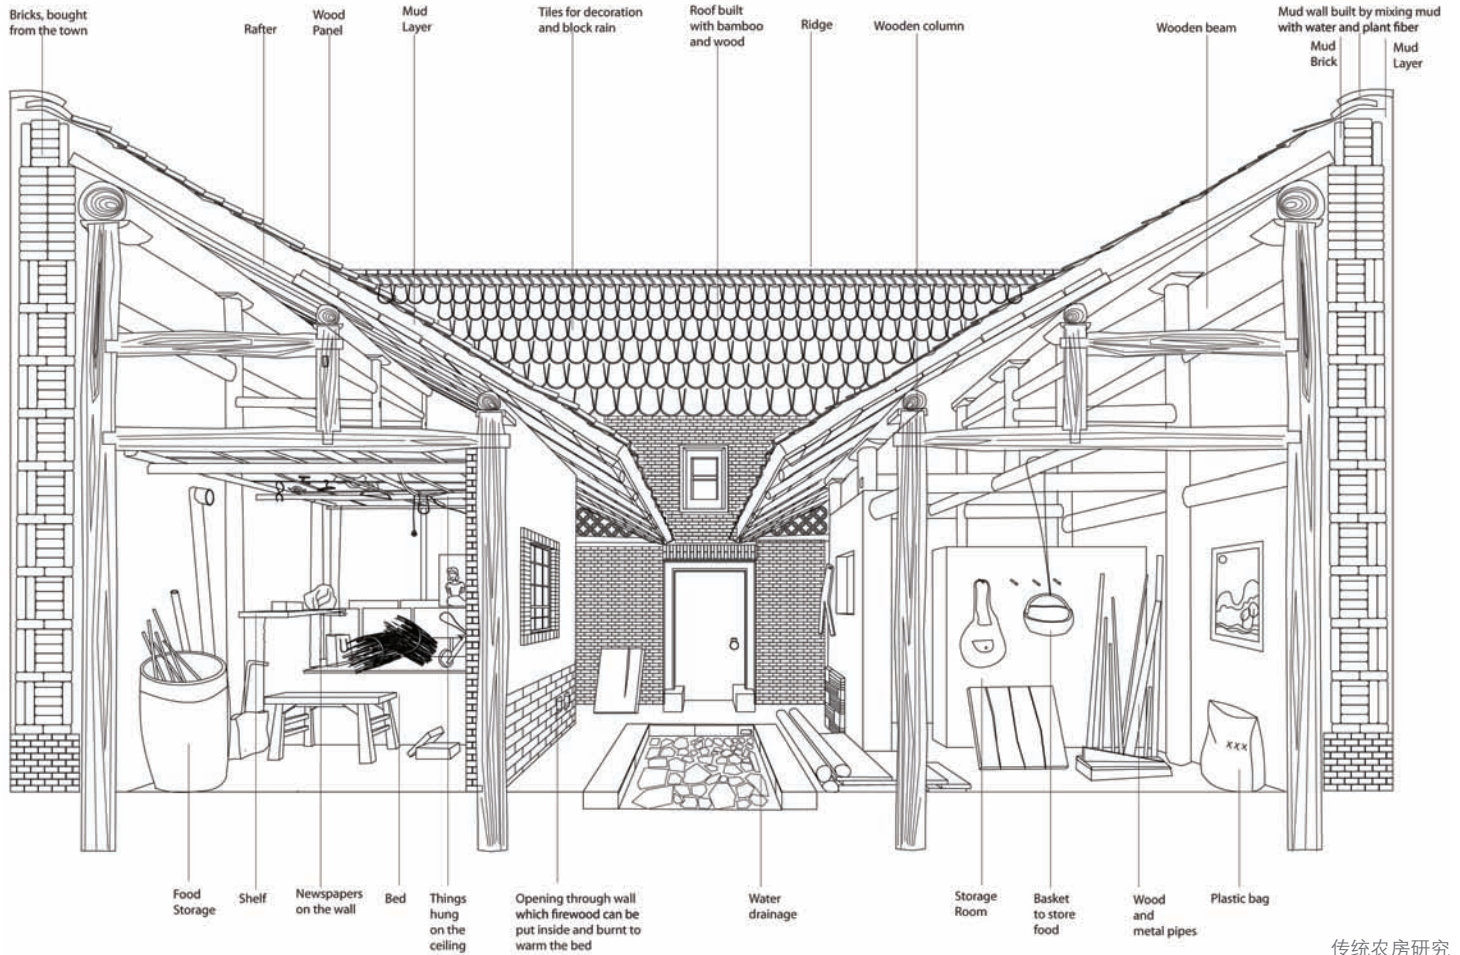 Bricks, bought
from the town
Rafter
Wood
Panel
Mud
Layer
Tiles for decoration
and block rain
Roof built
with bamboo
and wood
Ridge
Wooden column
Wooden beam
Mud wall built by mixing mud
with water and plant fiber
Mud
Brick
Mud
Layer
XXX
Food
Storage
Shelf
Newspapers
on the wall
Bed
Things
hung
on the
ceiling
Opening through wall
which firewood can be
put inside and burnt to
warm the bed
Water
drainage
Storage
Room
Basket
to store
food
Wood
and
metal pipes
Plastic bag
传统农房研究